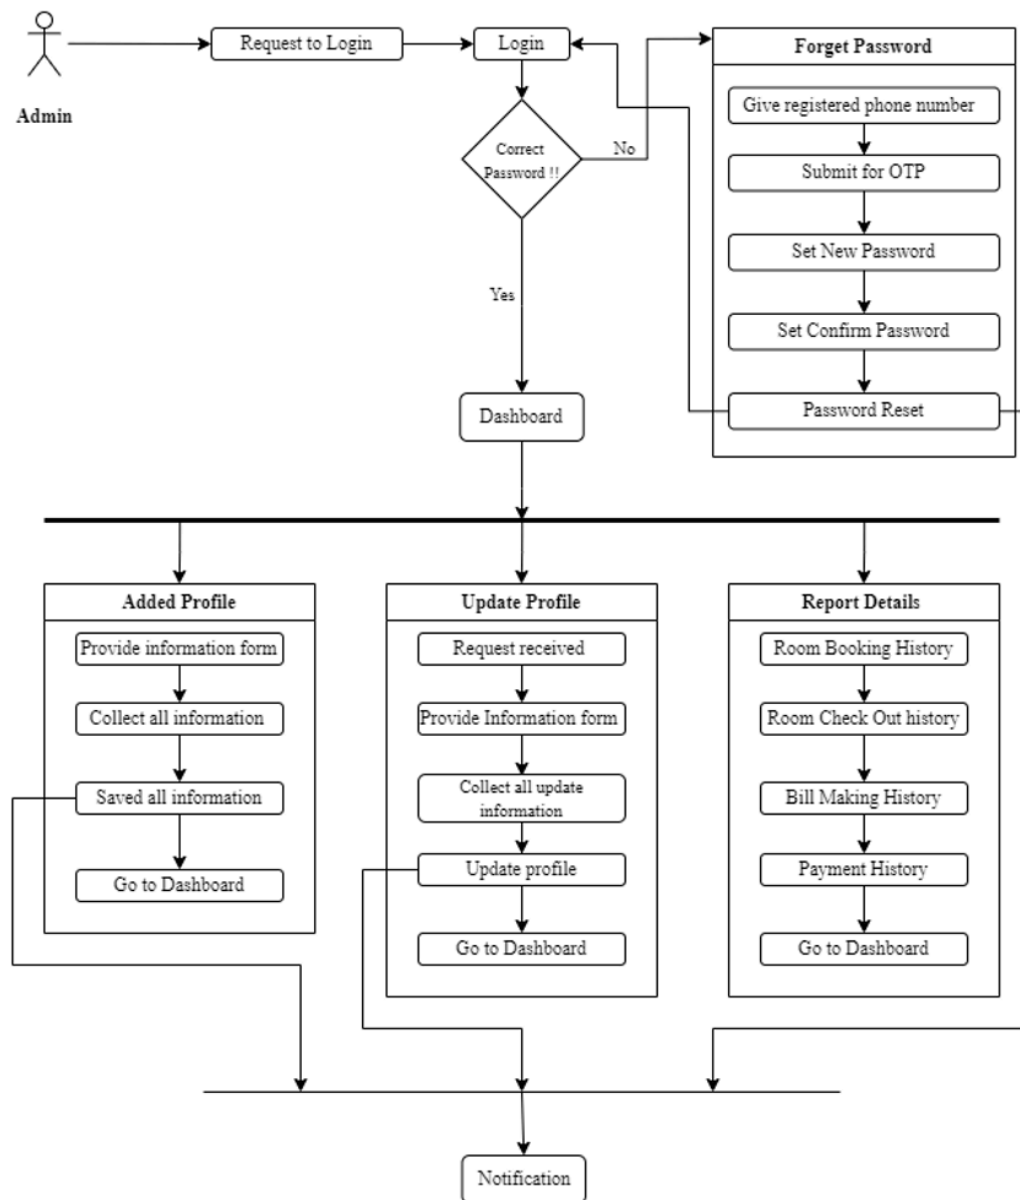 Admin
Request to Login
Login
Correct
Password !!
No
Yes
Dashboard
Forget Password
Give registered phone number
Submit for OTP
Set New Password
Set Confirm Password
Password Reset
Added Profile
Provide information form
Collect all information
Saved all information
Go to Dashboard
Update Profile
Request received
Provide Information form
Collect all update
information
Update profile
Go to Dashboard
Report Details
Room Booking History
Room Check Out history
Bill Making History
Payment History
Go to Dashboard
Notification